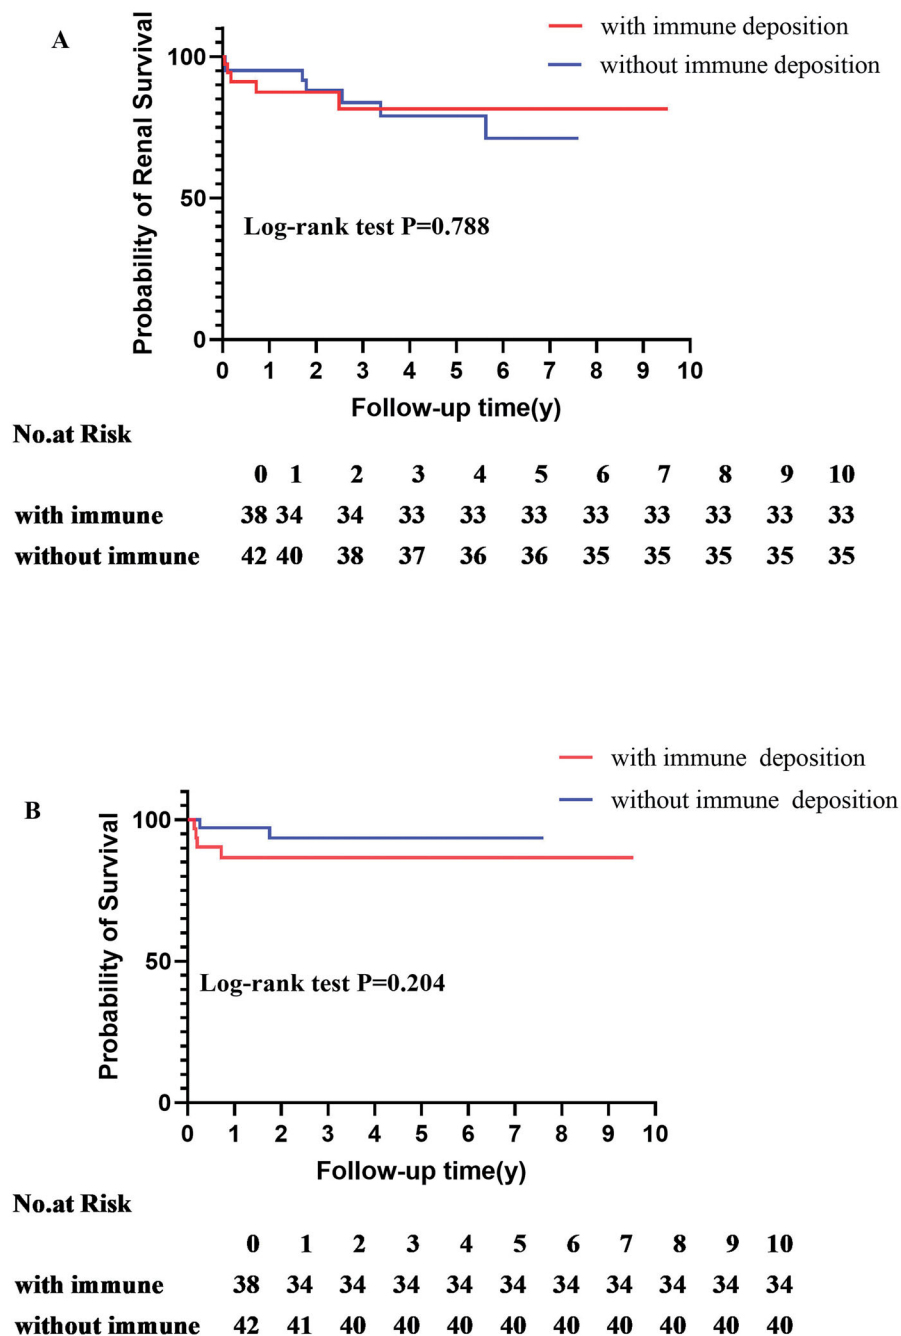 A
with immune deposition
without immune deposition
Probability of Renal Survival
100
50
0
Log-rank test P=0.788
0 1 2 3 4 5 6 7 8 9 10
Follow-up time(y)
No.at Risk
0 1 2 3 4 5 6 7 8 9 10
with immune 38 34 34 33 33 33 33 33 33 33 33
without immune 42 40 38 37 36 36 35 35 35 35 35
with immune deposition
without immune deposition
B
Probability of Survival
100
50
0
Log-rank test P=0.204
0 1 2 3 4 5 6 7 8 9 10
Follow-up time(y)
No.at Risk
0 1 2 3 4 5 6 7 8 9 10
with immune 38 34 34 34 34 34 34 34 34 34 34
without immune 42 41 40 40 40 40 40 40 40 40 40